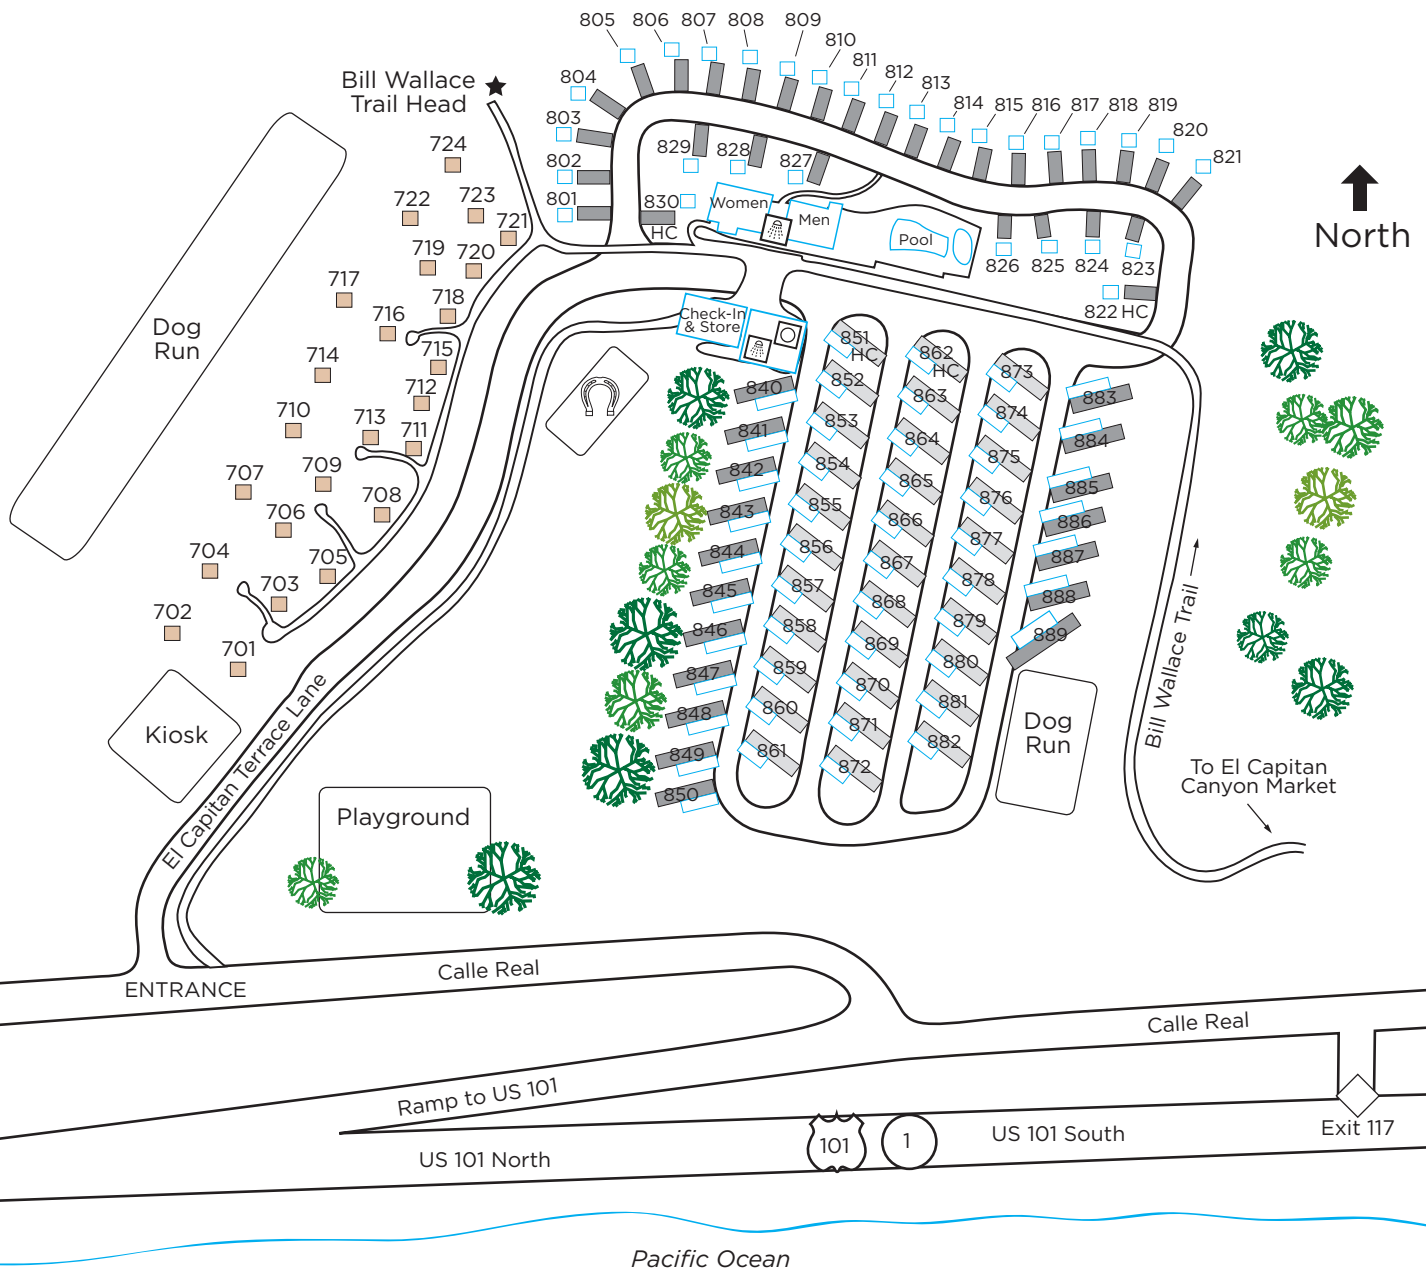 805 806 807 808 809
810
811
812
813
814 815 816 817 818 819
820
821
804
803
802
801
829 828 827
830
HC
Women
Men
Pool
826 825 824 823
822 HC
Bill Wallace
Trail Head
North
724
722 723
721
719 720
717
718
716
715
714
712
710
713 711
709
707
708
706
704
705
703
702
701
Dog
Run
Check-In
& Store
840
841
842
843
844
845
846
847
848
849
850
851
HC
852
853
854
855
856
857
858
859
860
861
862
HC
863
864
865
866
867
868
869
870
871
872
873
874
875
876
877
878
879
880
881
882
883
884
885
886
887
888
889
Dog
Run
Bill Wallace Trail
To El Capitan
Canyon Market
Kiosk
El Capitan Terrace Lane
Playground
ENTRANCE
Calle Real
Calle Real
Ramp to US 101
US 101 North
101
1
US 101 South
Exit 117
Pacific Ocean